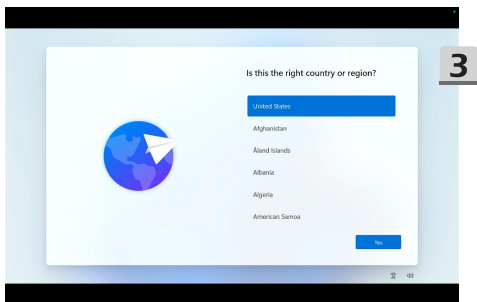 Is this the right country or region?
3
United States
Afghanistan
Åland Islands
Albania
Algeria
American Samoa
Yes